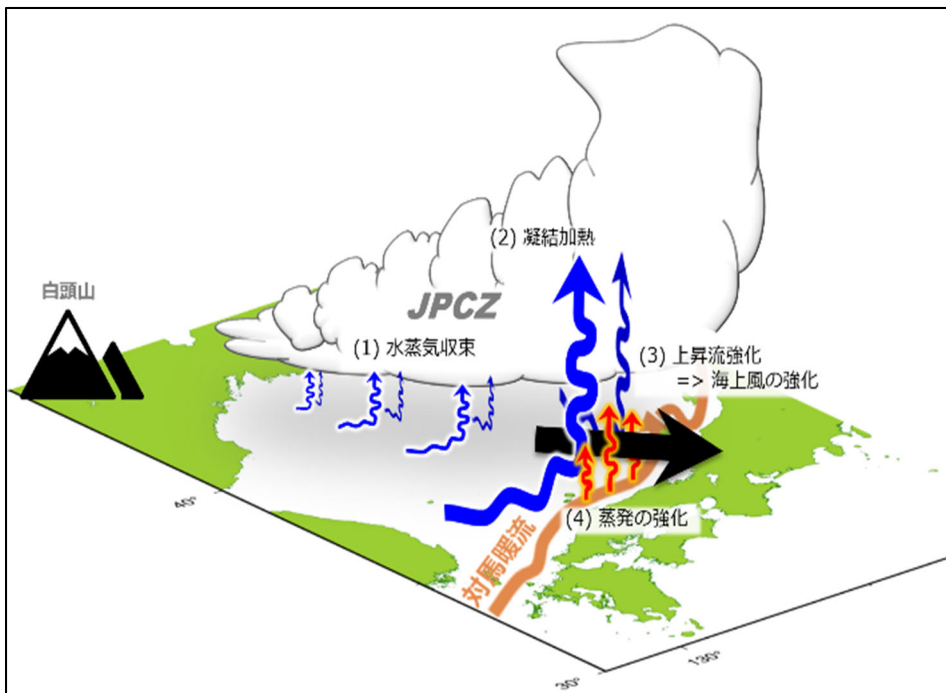 (2) 凝結加熱
白頭山
JPCZ
(1) 水蒸気収束
(3) 上昇流強化
=> 海上風の強化
40°
(4) 蒸発の強化
対馬暖流
130°
30°